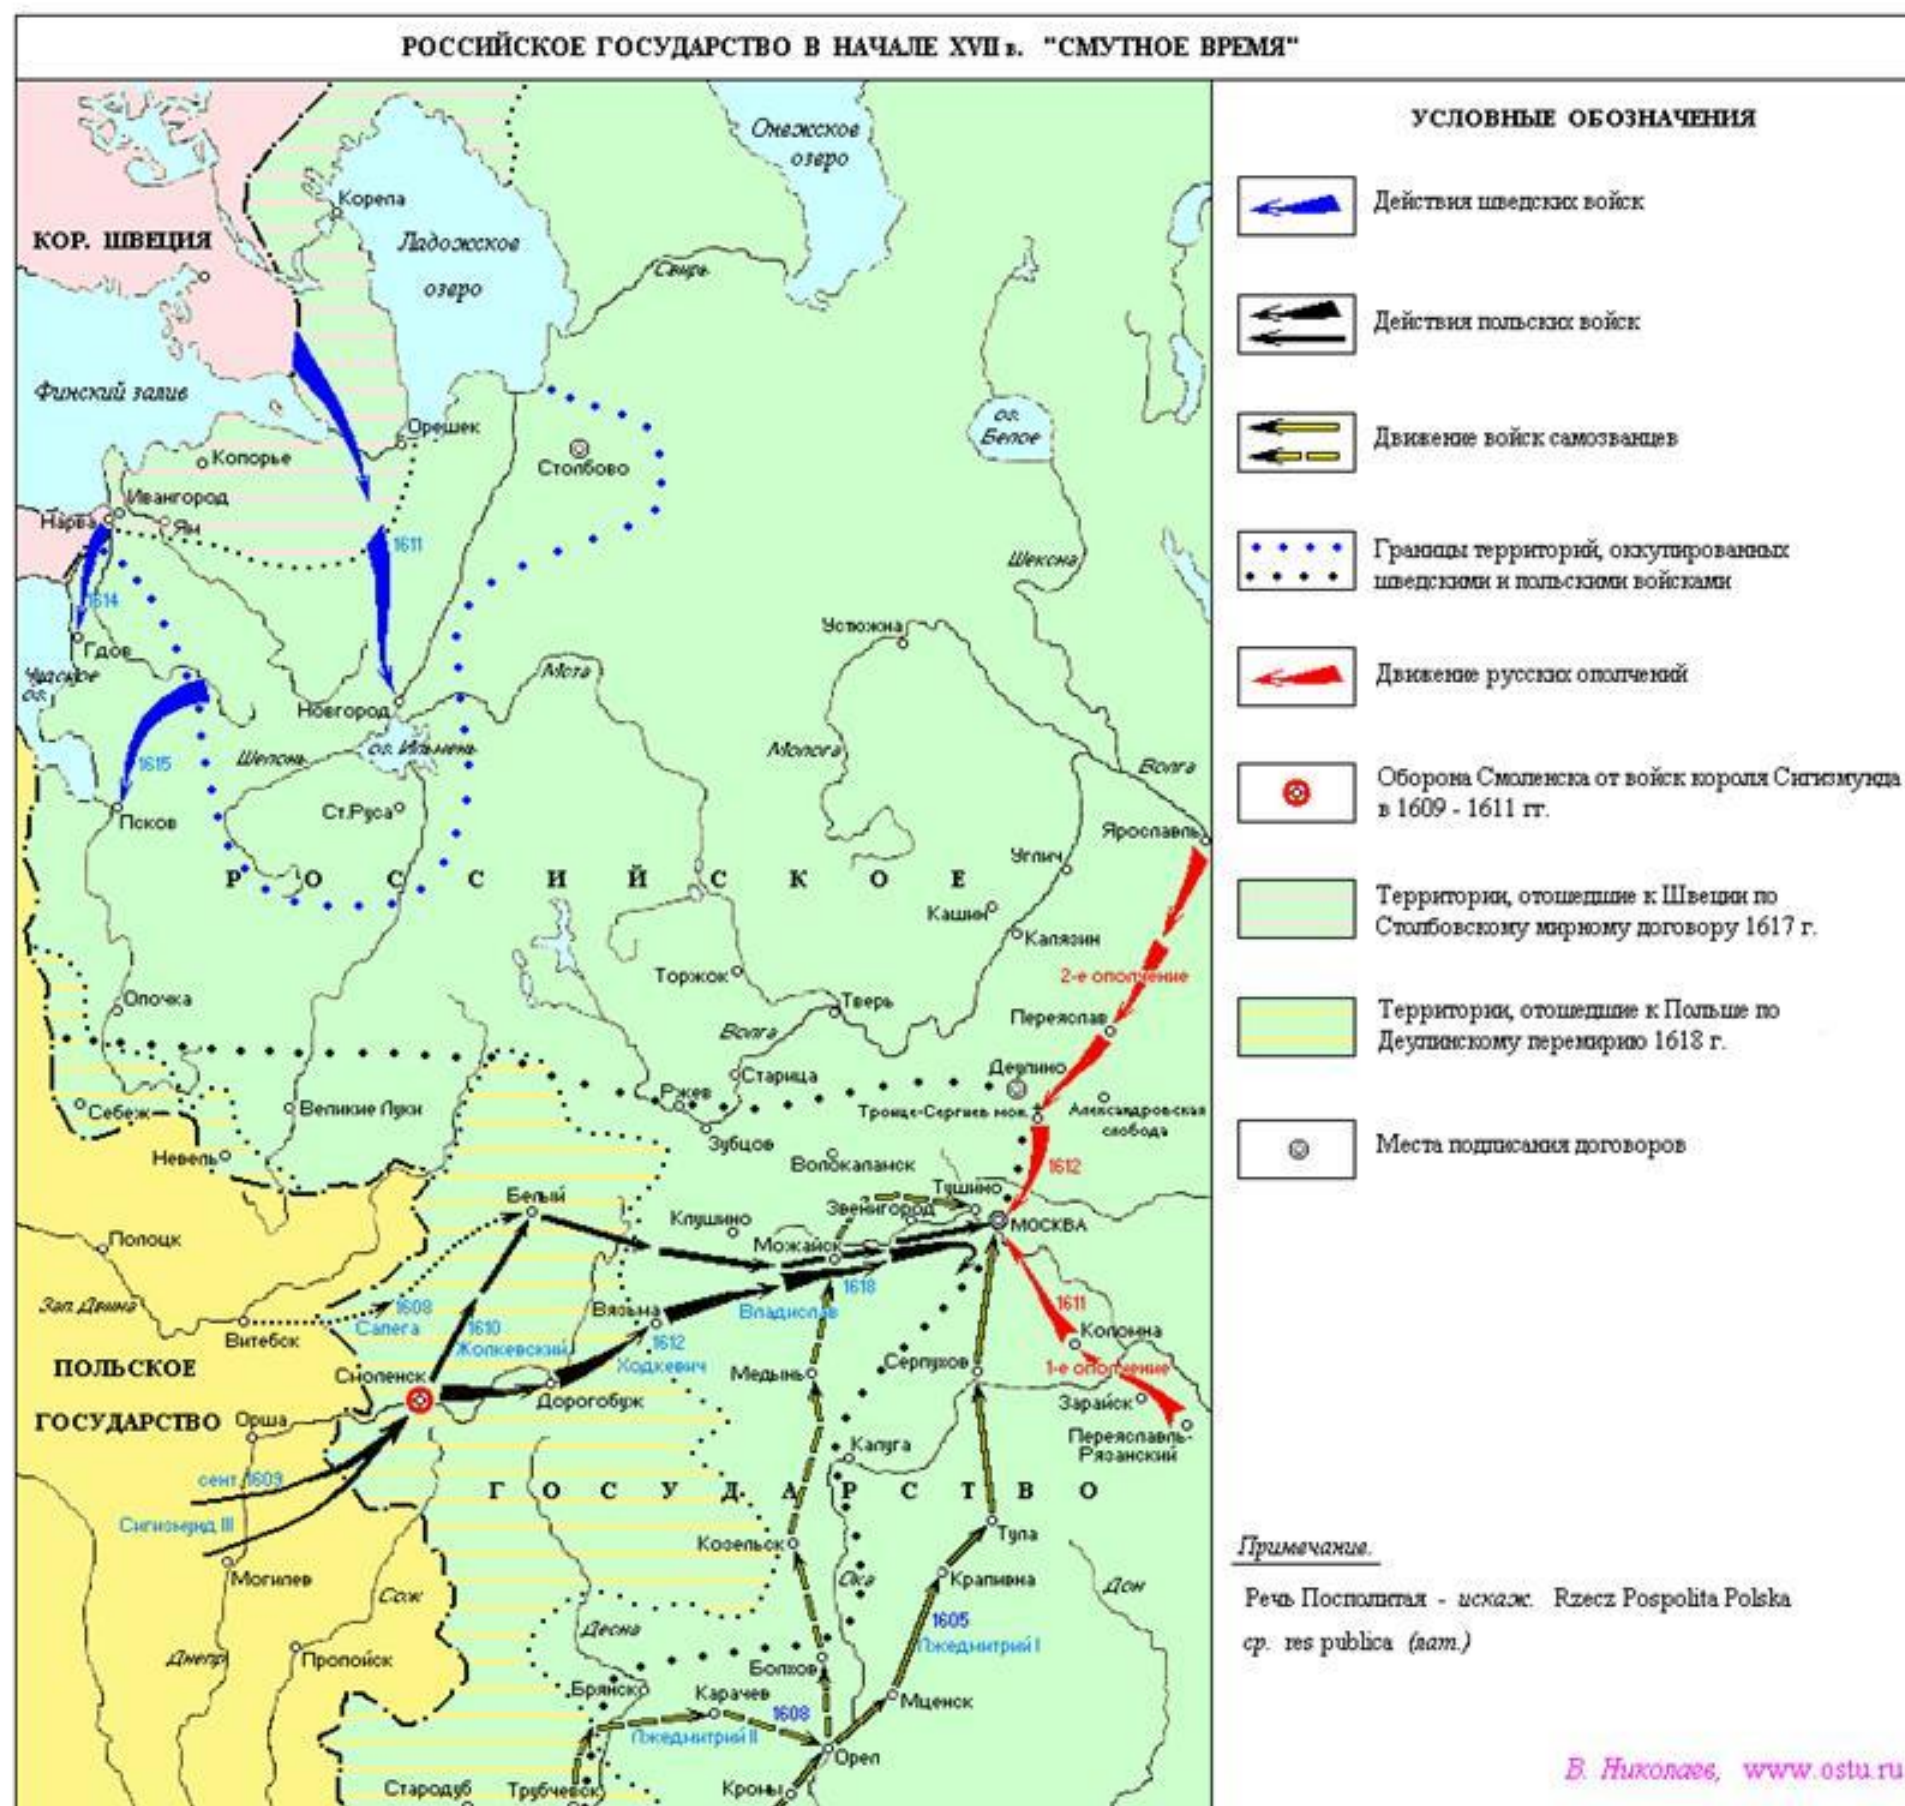 РОССИЙСКОЕ ГОСУДАРСТВО В НАЧАЛЕ XVII в. "СМУТНОЕ ВРЕМЯ"
Онежское
озеро
Корела
КОР. ШВЕЦИЯ
Ладожское
озеро
Свирь
Финский залив
Орешек
оз.
Белое
Копорье
Столбово
Ивангород
Нарва
Ям
1611
Шексна
1614
Гдов
Устюжна
Чудское
оз.
Мста
Новгород
оз. Ильмень
Шелонь
Молога
Волга
1615
Псков
Ст.Руса
Ярославль
Углич
РОССИЙСКОЕ
Кашин
Калязин
Торжок
2-е ополчение
Опочка
Тверь
Переяслав
Волга
Деулино
Старица
Ржев
Себеж
Великие Луки
Троице-Сергиев мон.
Александровская
слобода
Зубцов
Невель
Волокаламск
1612
Белый
Тушино
Клушино
Звенигород
МОСКВА
Полоцк
Можайск
1618
Зап. Двина
1608
Сапега
Вязьма
Владислав
1611
Витебск
1610
Жолкевский
1612
Ходкевич
Коломна
ПОЛЬСКОЕ
Смоленск
Медынь
Серпухов
1-е ополчение
Дорогобуж
Зарайск
ГОСУДАРСТВО
Орша
Переяславль-
Рязанский
Калуга
сент. 1609
ГОСУДАРСТВО
Сигизмунд III
Тула
Козельск
Могилев
Сож
Ока
Крапивна
Дон
1605
Лжедмитрий I
Десна
Днепр
Пропойск
Болхов
Брянск
Карачев
Мценск
1608
Лжедмитрий II
Орел
Стародуб
Трубчевск
Кромы
УСЛОВНЫЕ ОБОЗНАЧЕНИЯ
Действия шведских войск
Действия польских войск
Движение войск самозванцев
Границы территорий, оккупированных
шведскими и польскими войсками
Движение русских ополчений
Оборона Смоленска от войск короля Сигизмунда
в 1609 - 1611 гг.
Территории, отошедшие к Швеции по
Столбовскому мирному договору 1617 г.
Территории, отошедшие к Польше по
Деулинскому перемирию 1618 г.
Места подписания договоров
Примечание.
Речь Посполитая - искаж. Rzecz Pospolita Polska
ср. res publica (лат.)
В. Николаев, www.ostu.ru